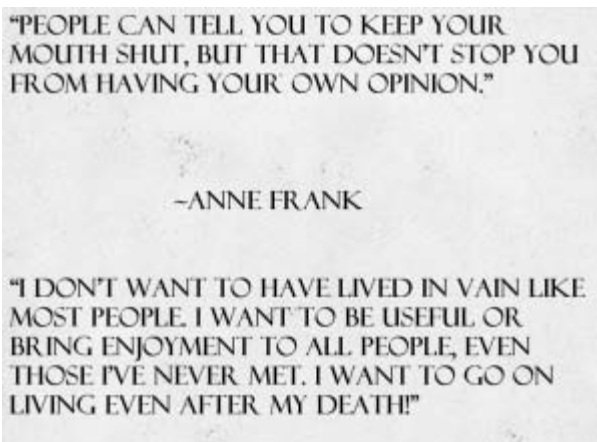 “PEOPLE CAN TELL YOU TO KEEP YOUR
MOUTH SHUT, BUT THAT DOESN'T STOP YOU
FROM HAVING YOUR OWN OPINION.”
~ANNE FRANK
“I DON'T WANT TO HAVE LIVED IN VAIN LIKE
MOST PEOPLE. I WANT TO BE USEFUL OR
BRING ENJOYMENT TO ALL PEOPLE, EVEN
THOSE I'VE NEVER MET. I WANT TO GO ON
LIVING EVEN AFTER MY DEATH!”